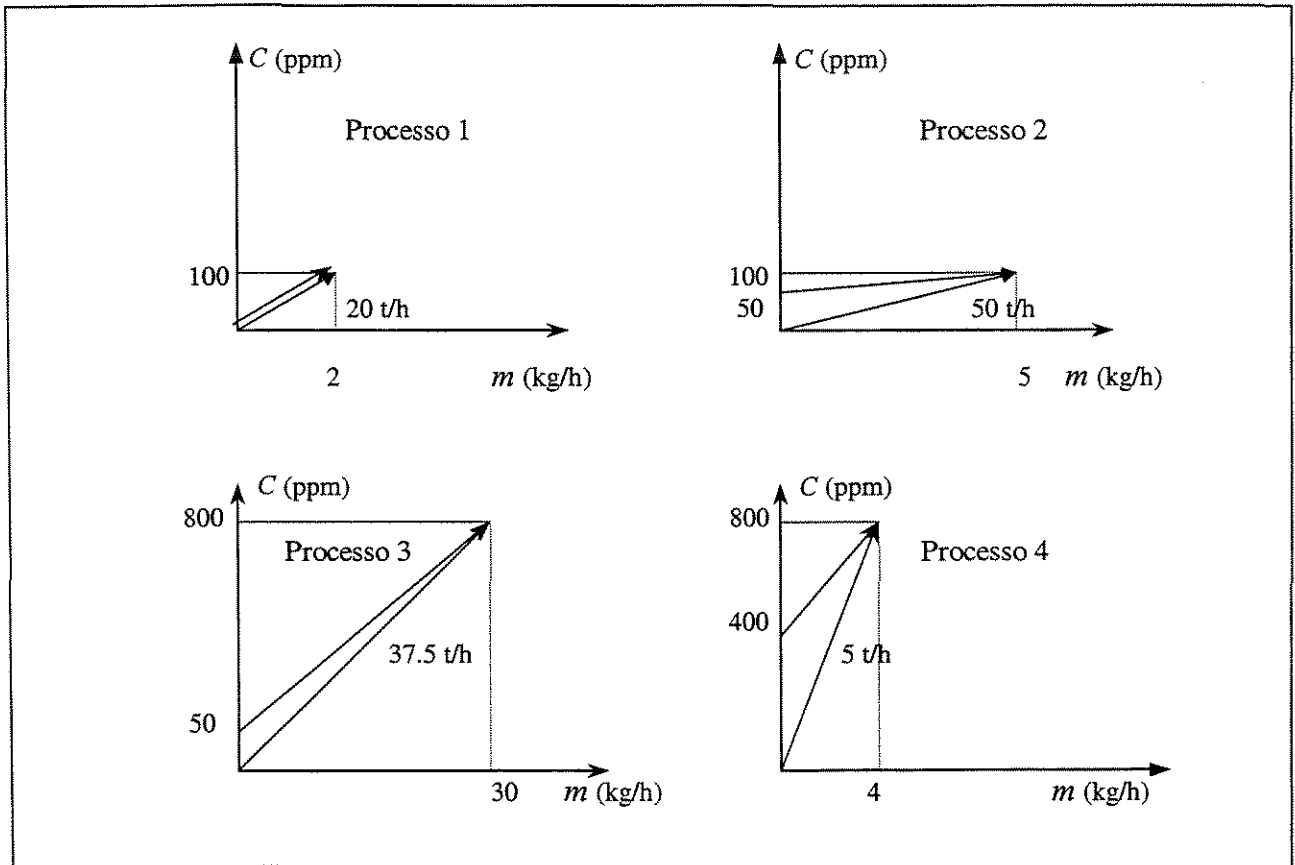 C (ppm)
Processo 1
100
20 t/h
2
m (kg/h)
C (ppm)
Processo 2
100
50
50 t/h
5
m (kg/h)
C (ppm)
800
Processo 3
37.5 t/h
50
30
m (kg/h)
C (ppm)
800
Processo 4
400
5 t/h
4
m (kg/h)